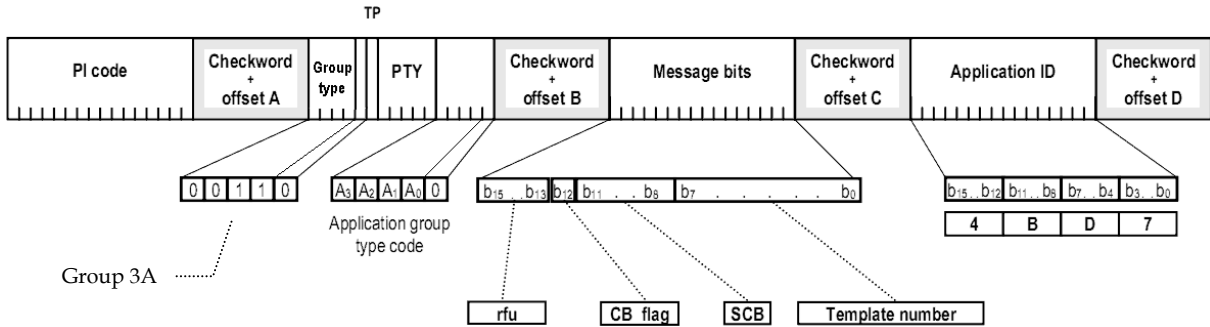 TP
PI code
Checkword + offset A
Group type
PTY
Checkword + offset B
Message bits
Checkword + offset C
Application ID
Checkword + offset D
0 0 1 1 0
A₃ A₂ A₁ A₀ 0
b₁₅ . . b₁₃ b₁₂ b₁₁ . . . b₈ b₇ . . . . . b₀
b₁₅..b₁₂ b₁₁...b₈ b₇...b₄ b₃...b₀
Application group
type code
4 B D 7
Group 3A
rfu CB flag SCB Template number